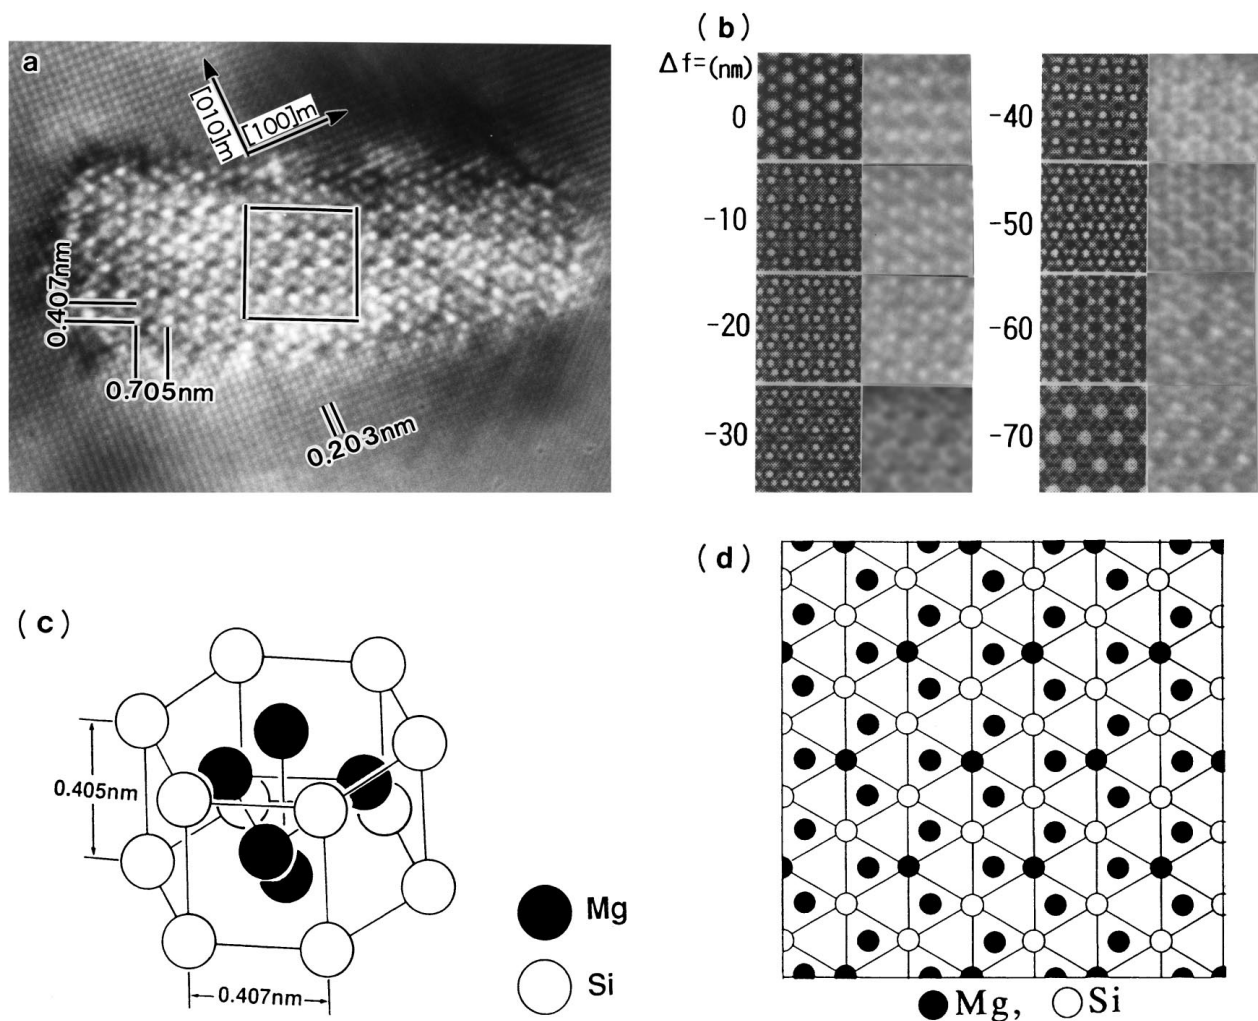 a
[010]m
[100]m
0.407nm
0.705nm
0.203nm
(b)
Δf=(nm)
0
-10
-20
-30
-40
-50
-60
-70
(c)
0.405nm
0.407nm
Mg
Si
(d)
Mg, Si